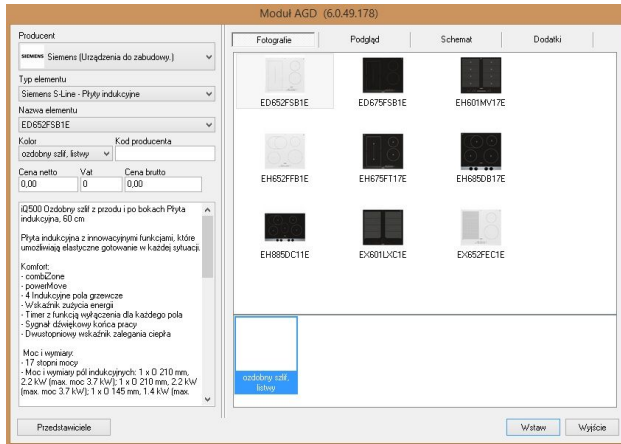 Moduł AGD (6.0.49.178)
Producent
SIEMENS Siemens (Urządzenia do zabudowy.)
Typ elementu
Siemens S-Line - Płyty indukcyjne
Nazwa elementu
ED652FSB1E
Kolor Kod producenta
ozdobny szlif, listwy
Cena netto Vat Cena brutto
0,00 0 0,00
iQ500 Ozdobny szlif z przodu i po bokach Płyta
indukcyjna, 60 cm
Płyta indukcyjna z innowacyjnymi funkcjami, które
umożliwiają elastyczne gotowanie w każdej sytuacji.
Komfort:
- combiZone
- powerMove
- 4 Indukcyjne pola grzewcze
- Wskaźnik zużycia energii
- Timer z funkcją wyłączenia dla każdego pola
- Sygnał dźwiękowy końca pracy
- Dwustopniowy wskaźnik zalegania ciepła
Moc i wymiary:
- 17 stopni mocy
- Moc i wymiary pól indukcyjnych: 1 x O 210 mm,
2.2 kW (max. moc 3.7 kW); 1 x O 210 mm, 2.2 kW
(max. moc 3.7 kW); 1 x O 145 mm, 1.4 kW (max.
Przedstawiciele
Fotografie Podgląd Schemat Dodatki
ED652FSB1E ED675FSB1E EH601MV17E
EH652FFB1E EH675FT17E EH685DB17E
EH885DC11E EX601LXC1E EX652FEC1E
ozdobny szlif,
listwy
Wstaw Wyjście